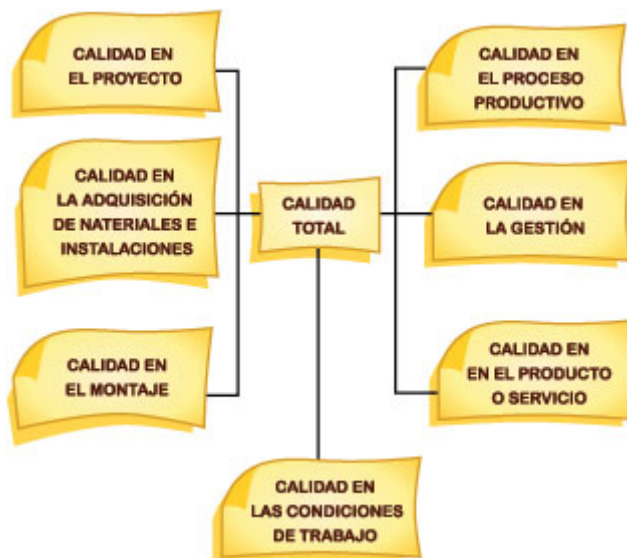 CALIDAD EN
EL PROYECTO
CALIDAD EN
LA ADQUISICIÓN
DE NATERIALES E
INSTALACIONES
CALIDAD EN
EL MONTAJE
CALIDAD
TOTAL
CALIDAD EN
EL PROCESO
PRODUCTIVO
CALIDAD EN
LA GESTIÓN
CALIDAD EN
EN EL PRODUCTO
O SERVICIO
CALIDAD EN
LAS CONDICIONES
DE TRABAJO